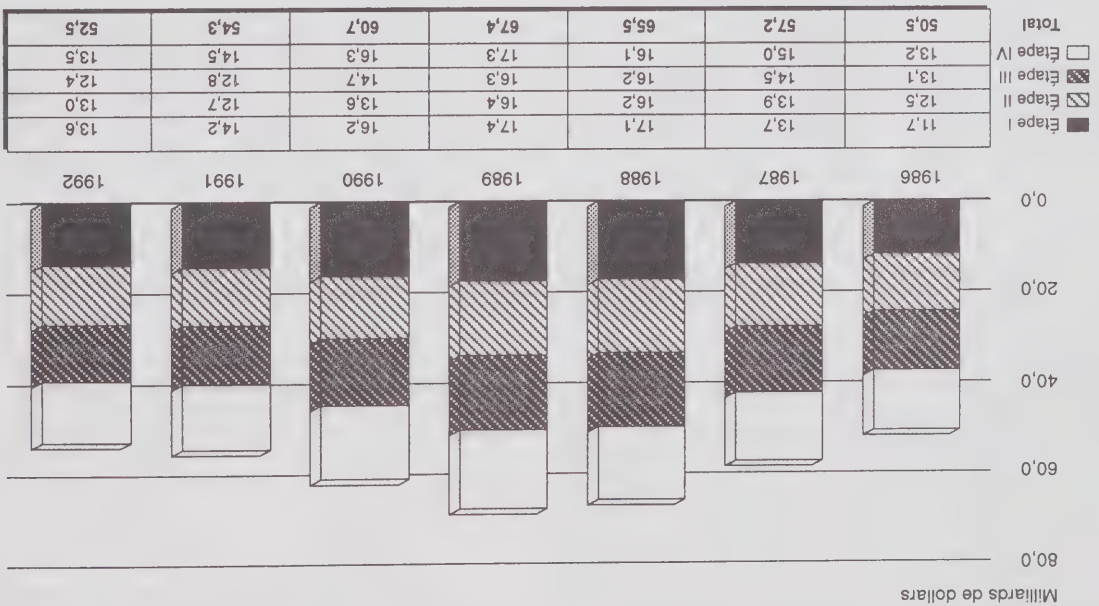 Milliards de dollars
80,0
60,0
40,0
20,0
0,0
1986 1987 1988 1989 1990 1991 1992
Étape I 11,7 13,7 17,1 17,4 16,2 14,2 13,6
Étape II 12,5 13,9 16,2 16,4 13,6 12,7 13,0
Étape III 13,1 14,5 16,2 16,3 14,7 12,8 12,4
Étape IV 13,2 15,0 16,1 17,3 16,3 14,5 13,5
Total 50,5 57,2 65,5 67,4 60,7 54,3 52,5